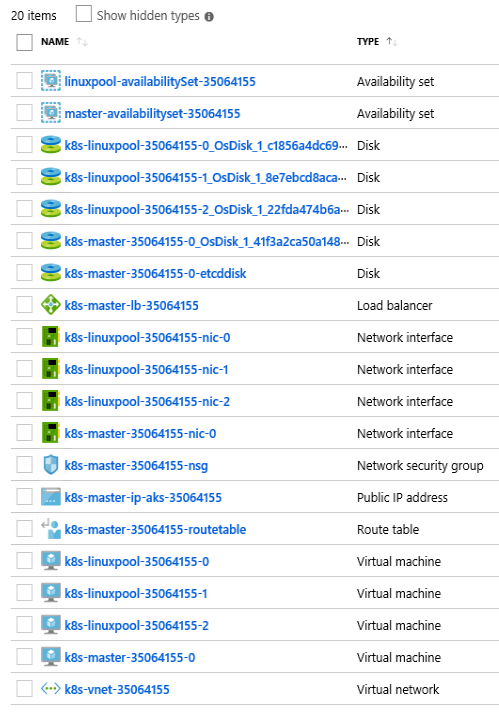 20 items Show hidden types
NAME TYPE
linuxpool-availabilitySet-35064155 Availability set
master-availabilityset-35064155 Availability set
k8s-linuxpool-35064155-0_OsDisk_1_c1856a4dc69... Disk
k8s-linuxpool-35064155-1_OsDisk_1_8e7ebcd8aca... Disk
k8s-linuxpool-35064155-2_OsDisk_1_22fda474b6a... Disk
k8s-master-35064155-0_OsDisk_1_41f3a2ca50a148... Disk
k8s-master-35064155-0-etcddisk Disk
k8s-master-lb-35064155 Load balancer
k8s-linuxpool-35064155-nic-0 Network interface
k8s-linuxpool-35064155-nic-1 Network interface
k8s-linuxpool-35064155-nic-2 Network interface
k8s-master-35064155-nic-0 Network interface
k8s-master-35064155-nsg Network security group
k8s-master-ip-aks-35064155 Public IP address
k8s-master-35064155-routetable Route table
k8s-linuxpool-35064155-0 Virtual machine
k8s-linuxpool-35064155-1 Virtual machine
k8s-linuxpool-35064155-2 Virtual machine
k8s-master-35064155-0 Virtual machine
k8s-vnet-35064155 Virtual network